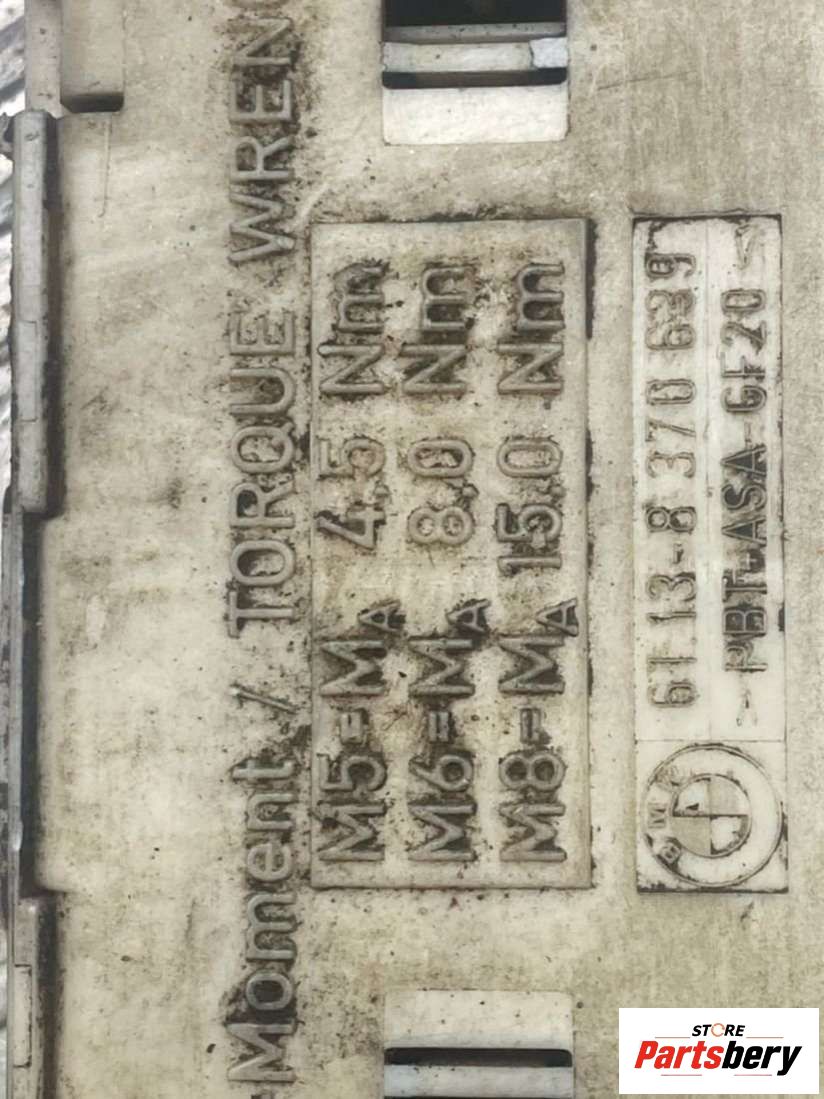 Moment / TORQUE WREN
M5=MA 4.5 Nm
M6=MA 8.0 Nm
M8-MA 15.0 Nm
BMW
61 13-8 370 639
PBT-ASA-GF20
STORE
Partsbery